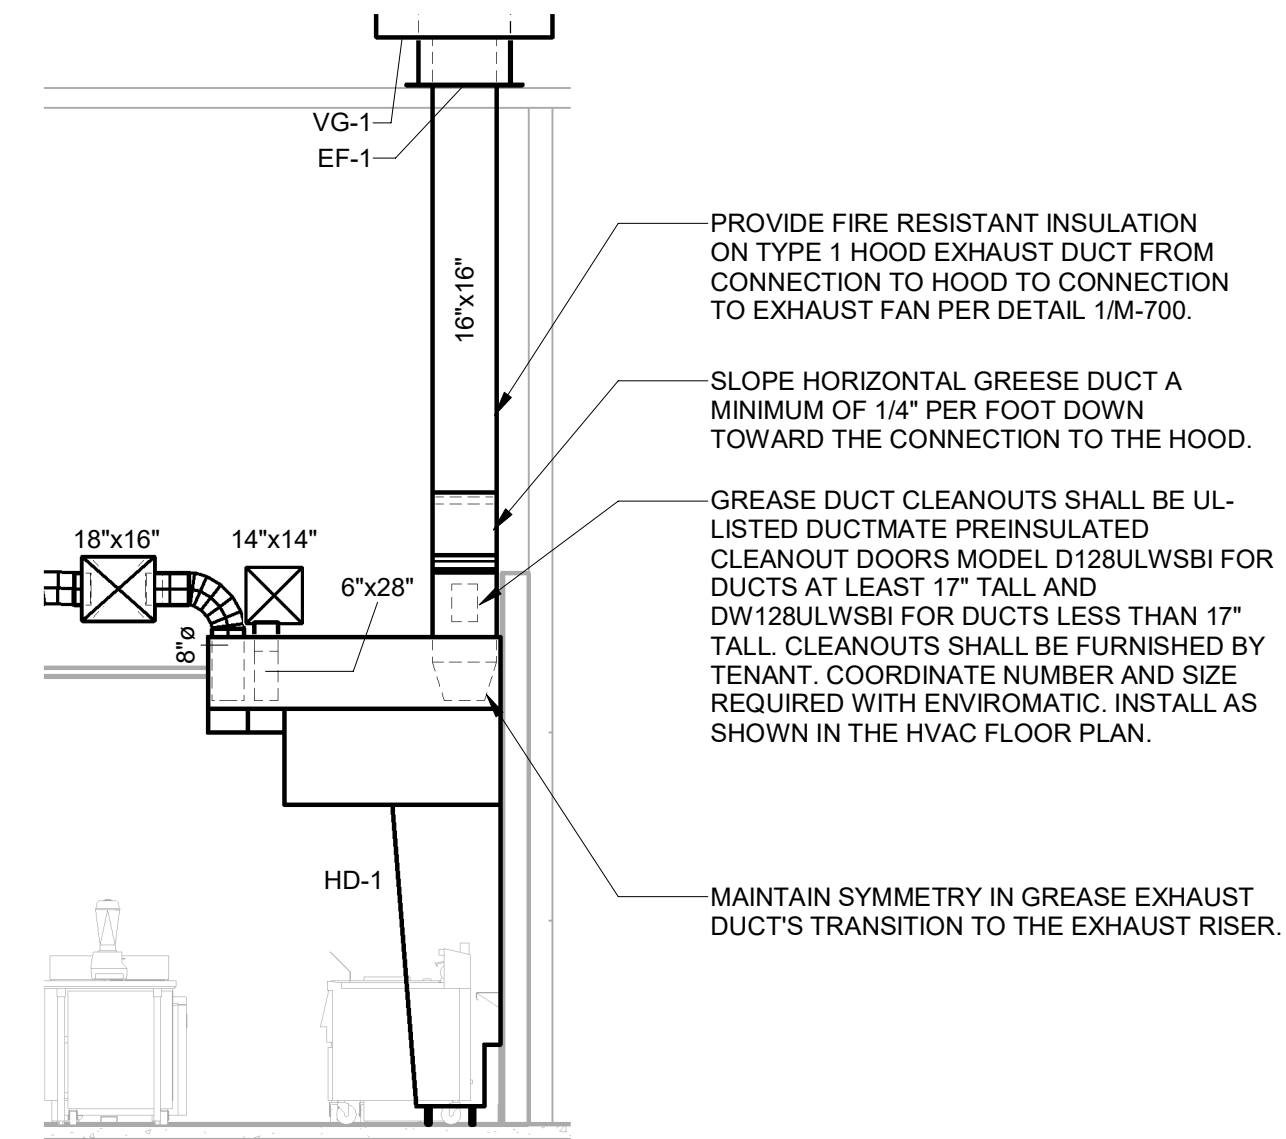 VG-1
EF-1
16"x16"
PROVIDE FIRE RESISTANT INSULATION
ON TYPE 1 HOOD EXHAUST DUCT FROM
CONNECTION TO HOOD TO CONNECTION
TO EXHAUST FAN PER DETAIL 1/M-700.
SLOPE HORIZONTAL GREESE DUCT A
MINIMUM OF 1/4" PER FOOT DOWN
TOWARD THE CONNECTION TO THE HOOD.
GREASE DUCT CLEANOUTS SHALL BE UL-
LISTED DUCTMATE PREINSULATED
CLEANOUT DOORS MODEL D128ULWSBI FOR
DUCTS AT LEAST 17" TALL AND
DW128ULWSBI FOR DUCTS LESS THAN 17"
TALL. CLEANOUTS SHALL BE FURNISHED BY
TENANT. COORDINATE NUMBER AND SIZE
REQUIRED WITH ENVIROMATIC. INSTALL AS
SHOWN IN THE HVAC FLOOR PLAN.
18"x16"
14"x14"
6"x28"
8"ø
HD-1
MAINTAIN SYMMETRY IN GREASE EXHAUST
DUCT'S TRANSITION TO THE EXHAUST RISER.